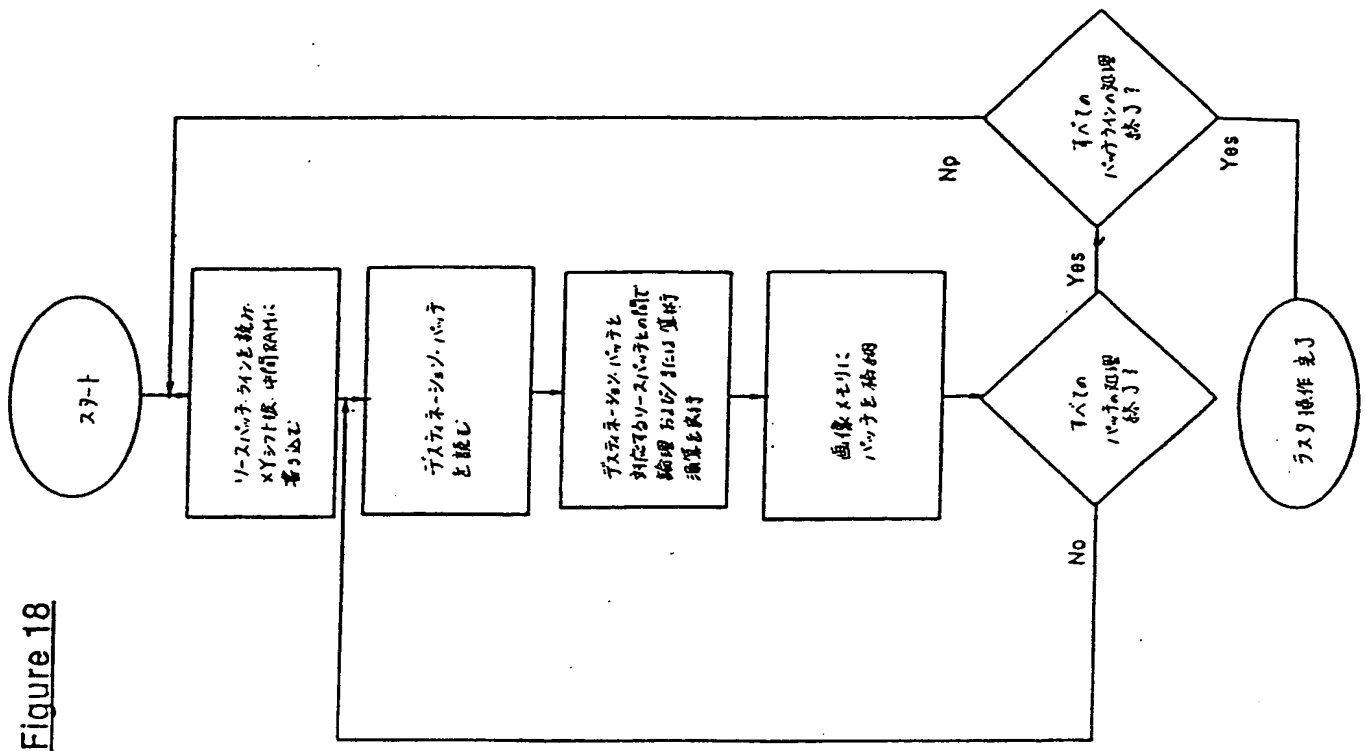 Figure 18
スタート
ソースパッチ・ラインを読み
XYシフト後、中間RAMに
書き込む
デスティネーション・パッチ
を読む
デスティネーション・パッチと
対応するソースパッチとの間で
論理および/または算術
演算を実行
画像メモリに
パッチを格納
すべての
パッチの処理
終了?
No
Yes
すべての
パッチラインの処理
終了?
No
Yes
ラスタ操作 完了